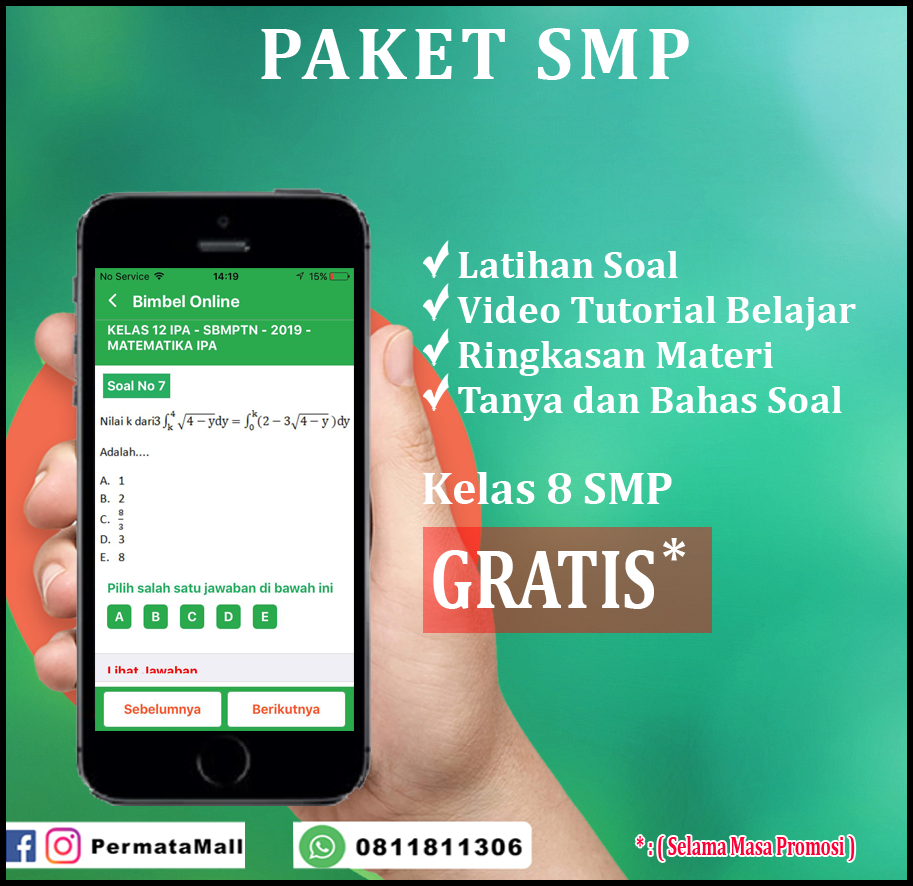 PAKET SMP
No Service 14:19 15%
Bimbel Online
KELAS 12 IPA - SBMPTN - 2019 -
MATEMATIKA IPA
Soal No 7
Nilai k dari3 ∫ₖ⁴ √(4 − y)dy = ∫₀ᵏ(2 − 3√(4 − y) )dy
Adalah....
A. 1
B. 2
C. 8/3
D. 3
E. 8
Pilih salah satu jawaban di bawah ini
A B C D E
Lihat Jawaban
Sebelumnya Berikutnya
Latihan Soal
Video Tutorial Belajar
Ringkasan Materi
Tanya dan Bahas Soal
Kelas 8 SMP
GRATIS*
PermataMall
0811811306
* : ( Selama Masa Promosi )